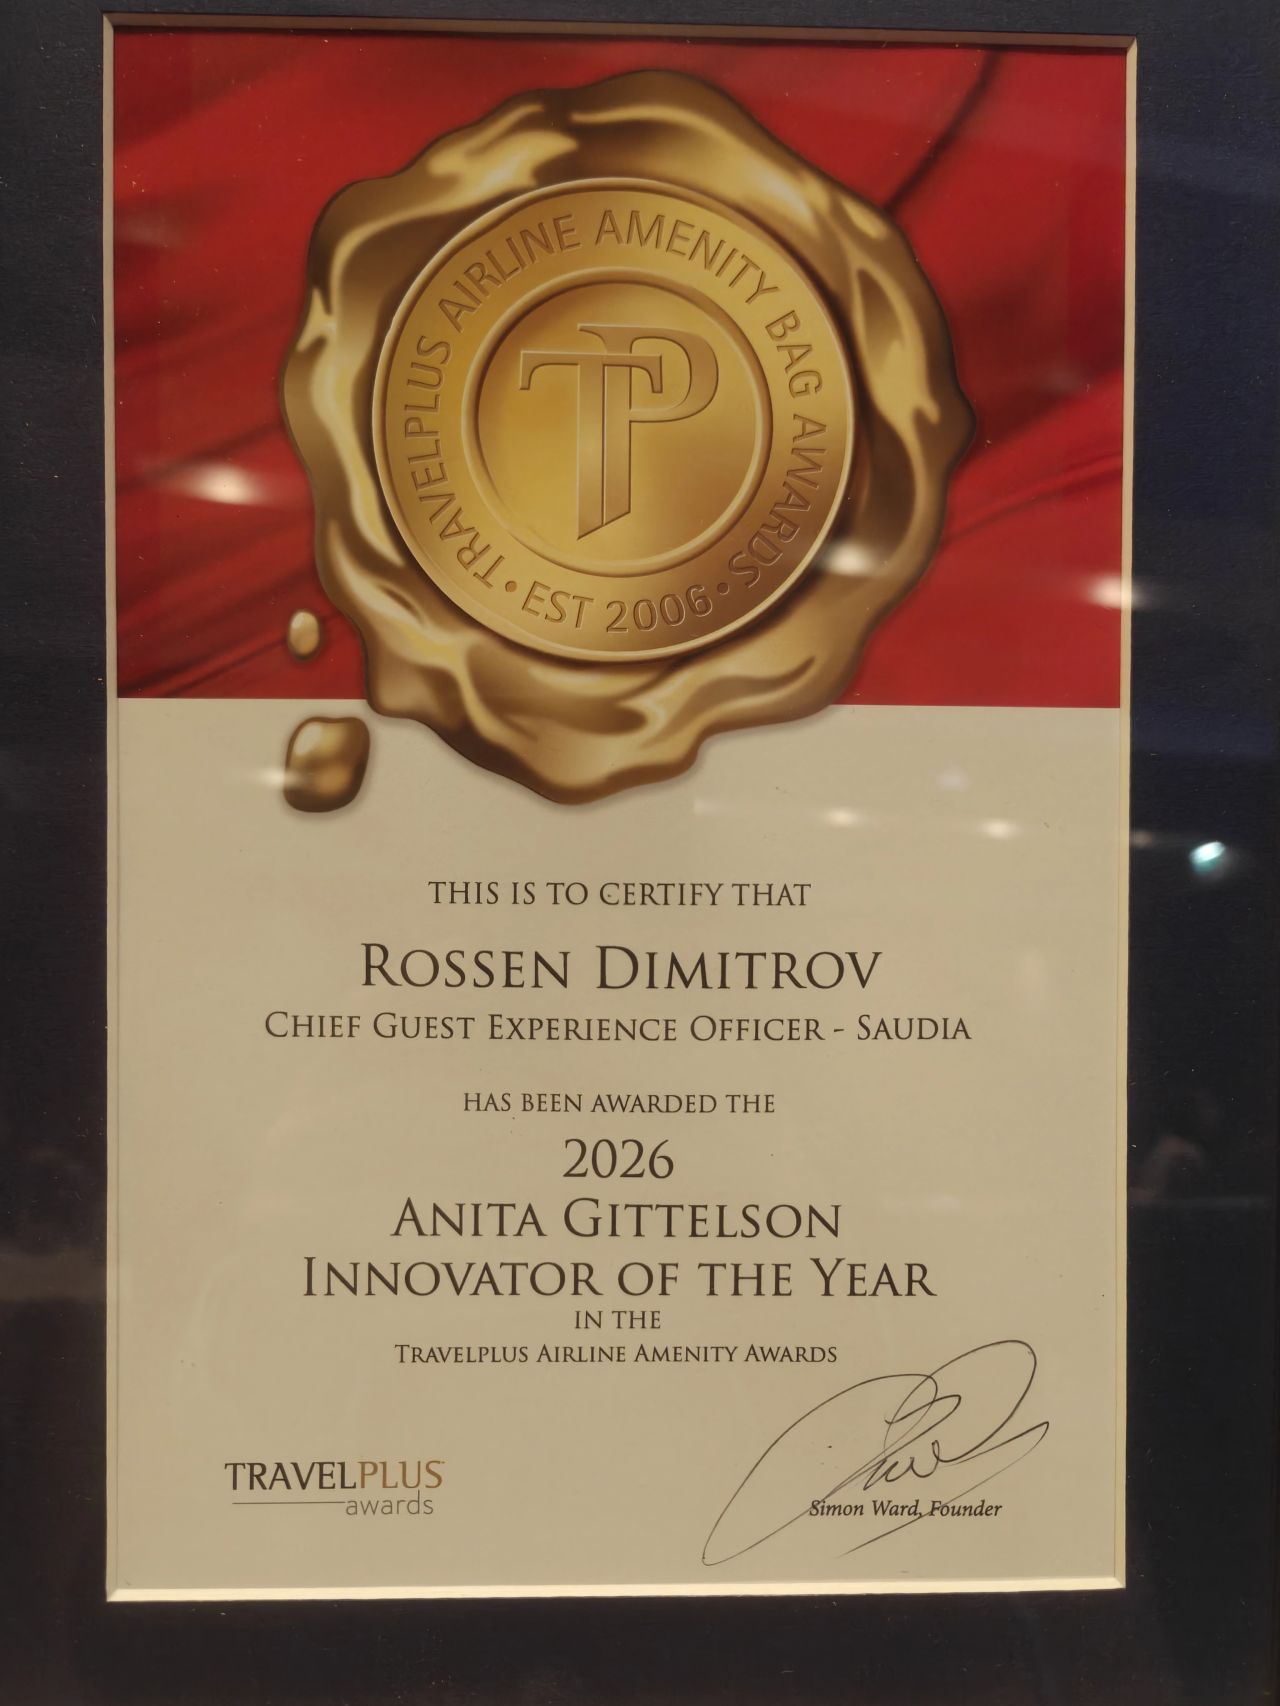 TRAVELPLUS AIRLINE AMENITY BAG AWARDS
• EST 2006 •
TP
THIS IS TO CERTIFY THAT
ROSSEN DIMITROV
CHIEF GUEST EXPERIENCE OFFICER - SAUDIA
HAS BEEN AWARDED THE
2026
ANITA GITTELSON
INNOVATOR OF THE YEAR
IN THE
TRAVELPLUS AIRLINE AMENITY AWARDS
TRAVELPLUS
awards
Simon Ward, Founder